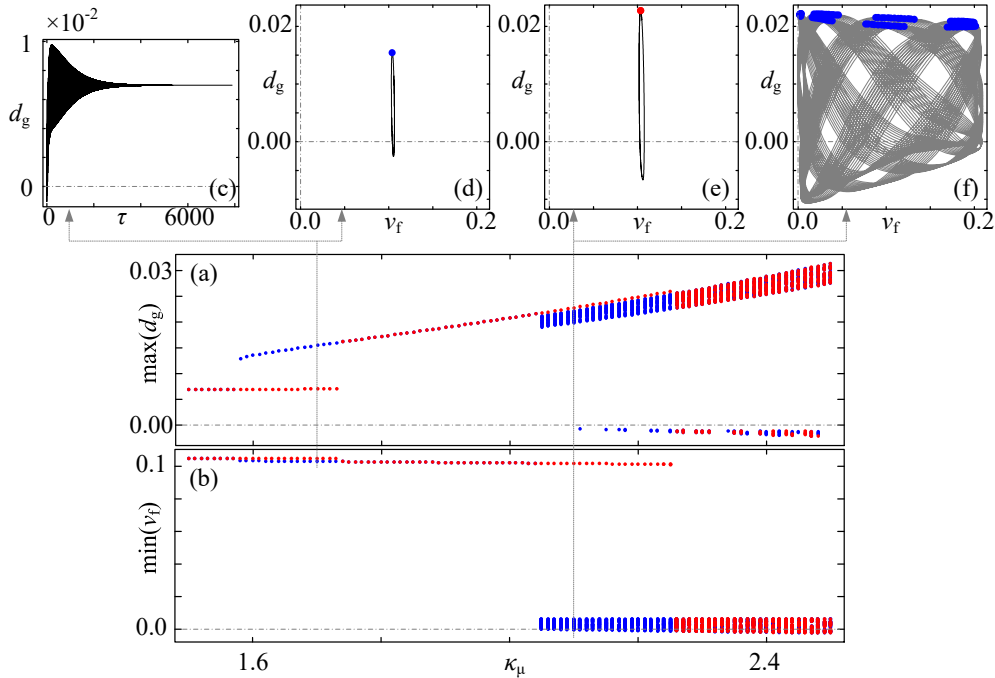 ×10⁻²
1
d_g
0
0
τ
6000
(c)
0.02
d_g
0.00
(d)
0.0
v_f
0.2
0.02
d_g
0.00
(e)
0.0
v_f
0.2
0.02
d_g
0.00
(f)
0.0
v_f
0.2
(a)
0.03
max(d_g)
0.00
(b)
0.1
min(v_f)
0.0
1.6
κ_μ
2.4